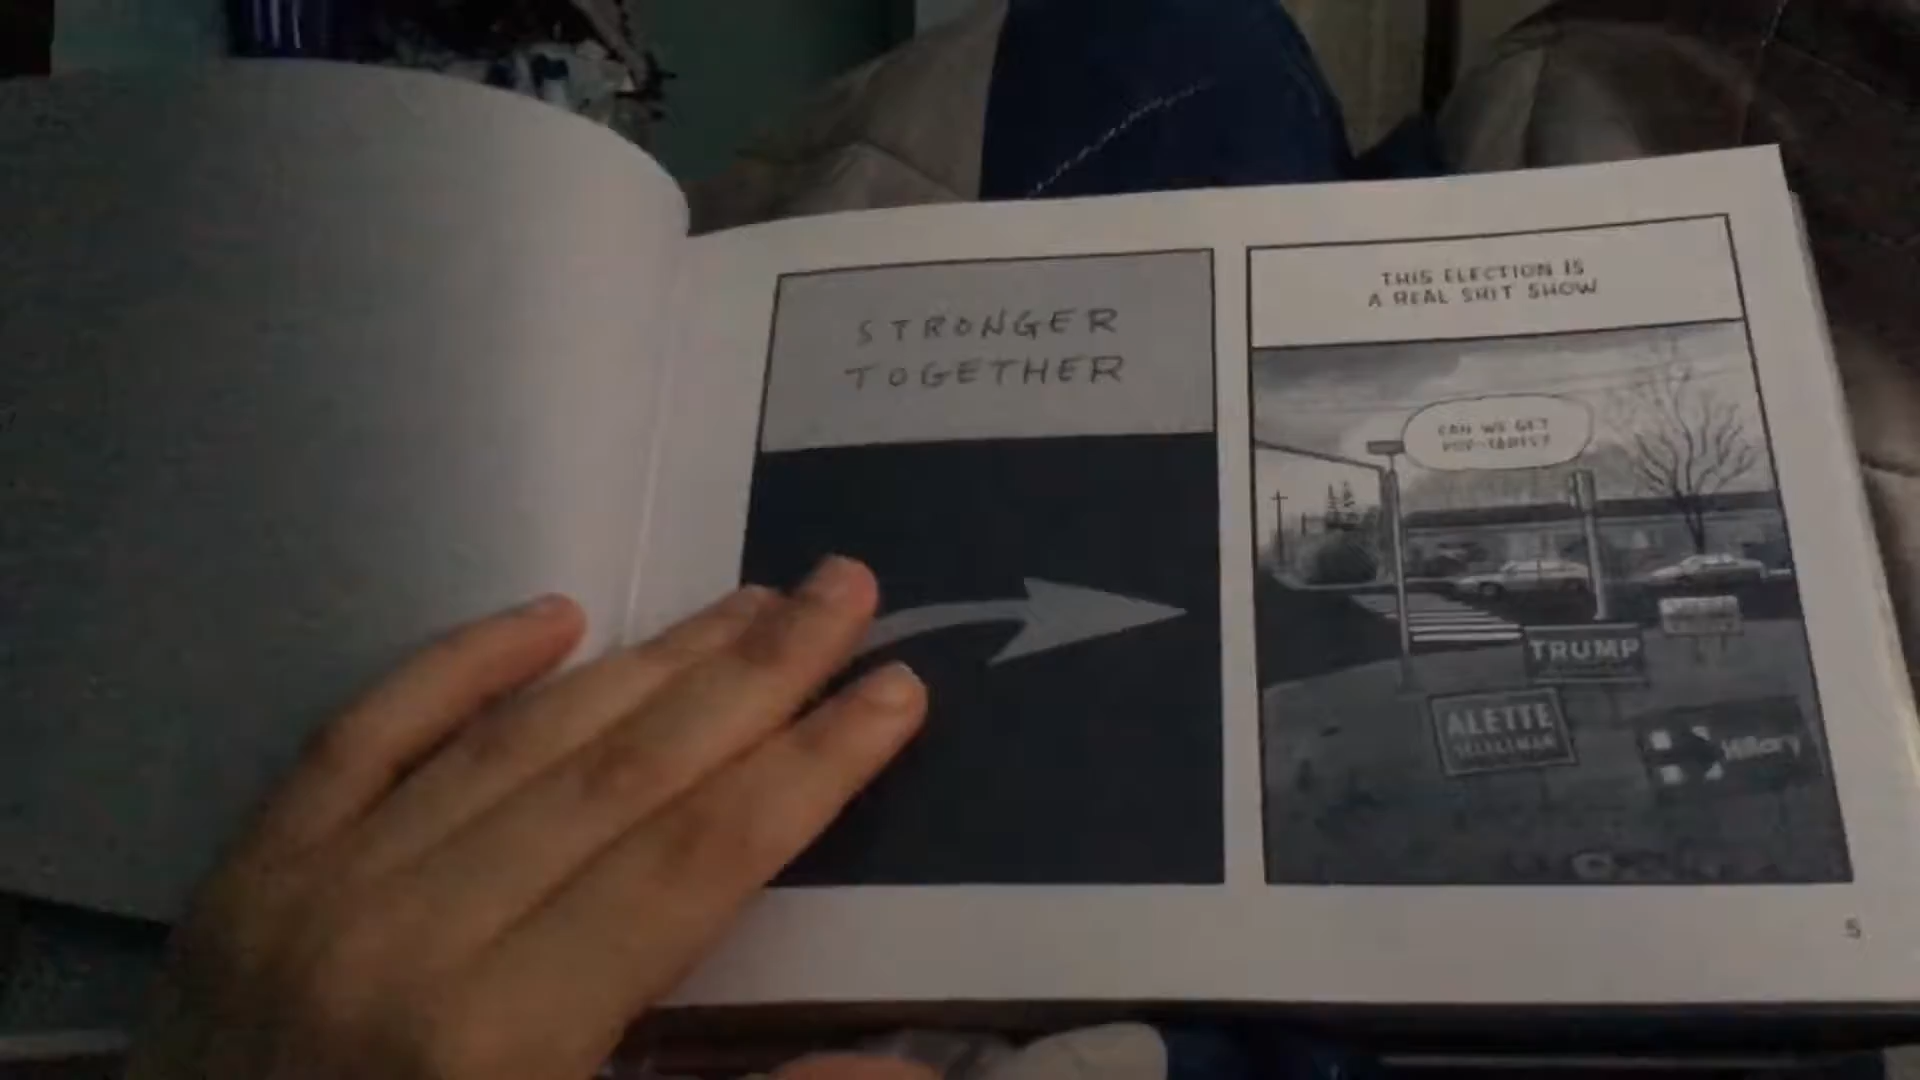 STRONGER
TOGETHER
THIS ELECTION IS
A REAL SHIT SHOW
CAN WE GET
POP-TARTS?
TRUMP
ALETTE
Hillary
5